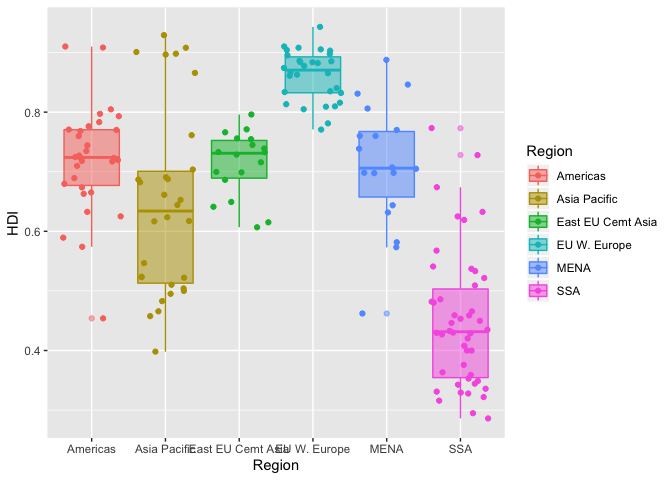 HDI
0.8
0.6
0.4
Americas
Asia Pacific
East EU Cemt Asia
EU W. Europe
MENA
SSA
Region
Region
Americas
Asia Pacific
East EU Cemt Asia
EU W. Europe
MENA
SSA